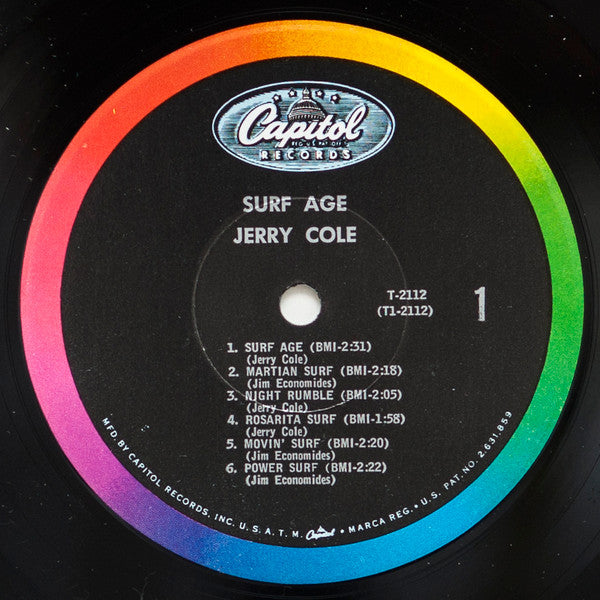 Capitol
REG. U.S. PAT. OFF.
RECORDS
SURF AGE
JERRY COLE
T-2112
(T1-2112)
1
1. SURF AGE (BMI-2:31)
(Jerry Cole)
2. MARTIAN SURF (BMI-2:18)
(Jim Economides)
3. NIGHT RUMBLE (BMI-2:05)
(Jerry Cole)
4. ROSARITA SURF (BMI-1:58)
(Jerry Cole)
5. MOVIN' SURF (BMI-2:20)
(Jim Economides)
6. POWER SURF (BMI-2:22)
(Jim Economides)
MFD. BY CAPITOL RECORDS, INC. U.S.A. T.M. Capitol • MARCA REG. • U.S. PAT. NO. 2,631,859